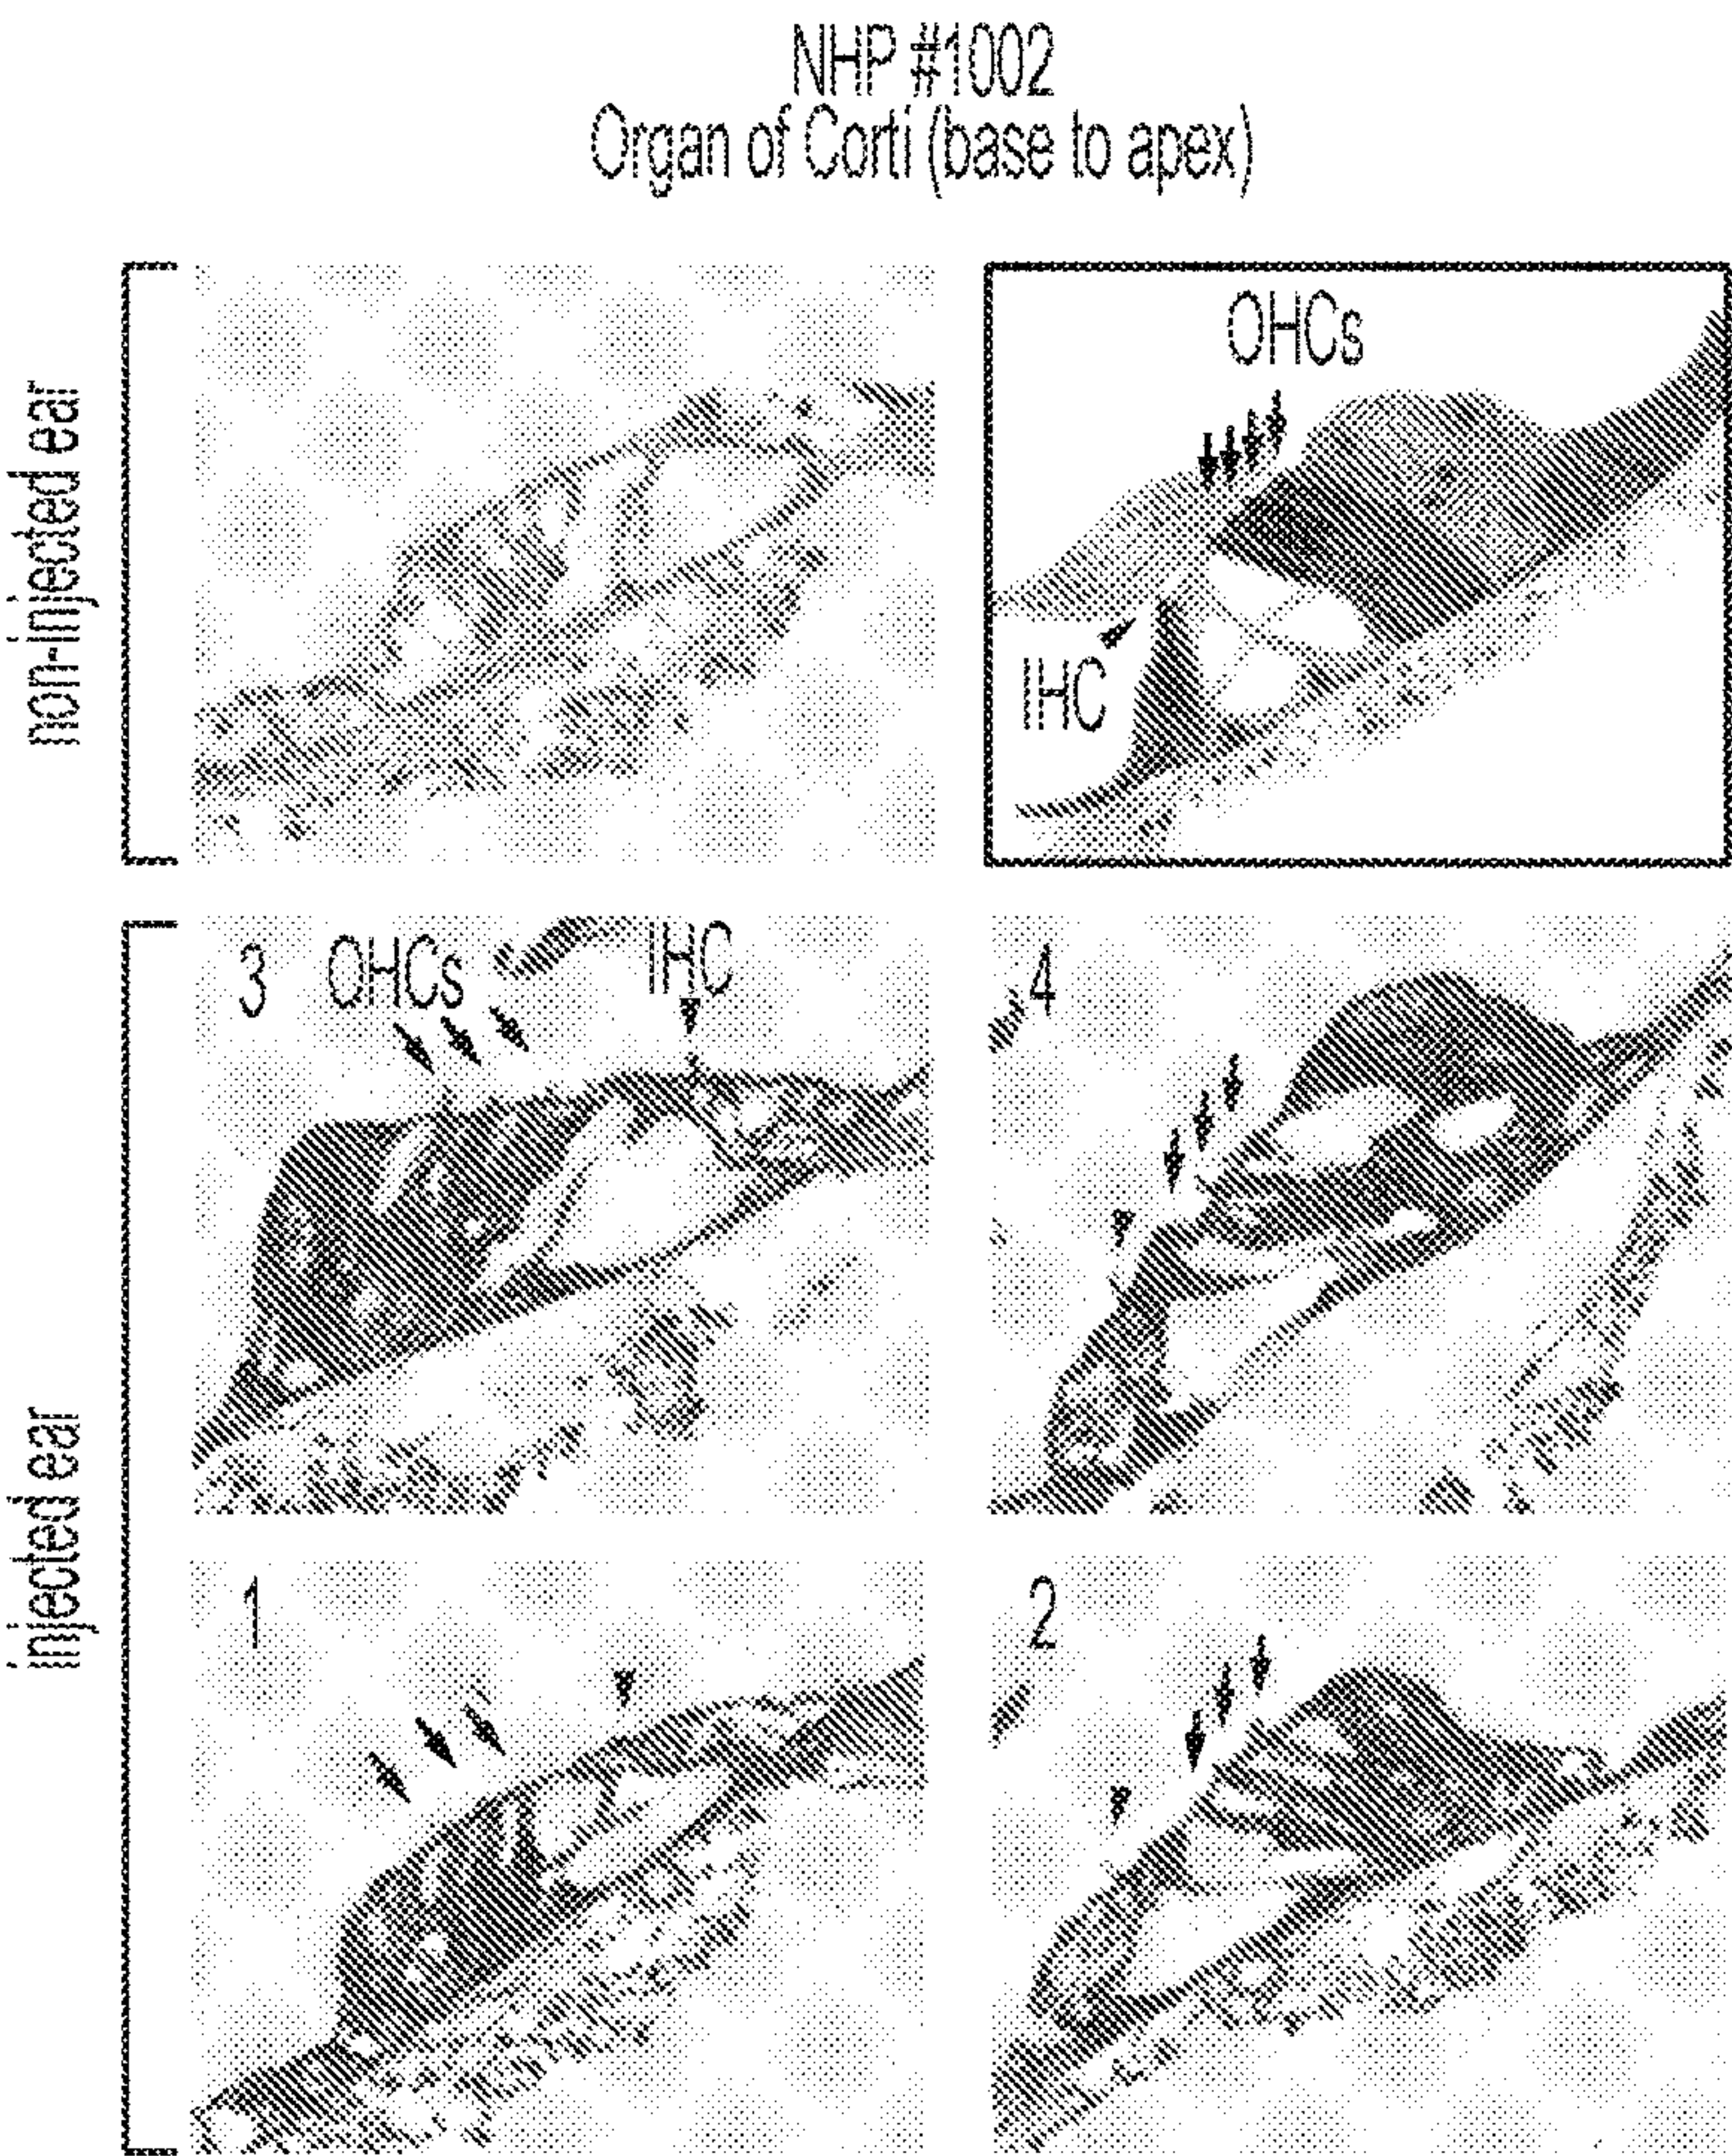 NHP #1002
Organ of Corti (base to apex)
non-injected ear
OHCs
IHC
injected ear
3
OHCs
IHC
4
1
2